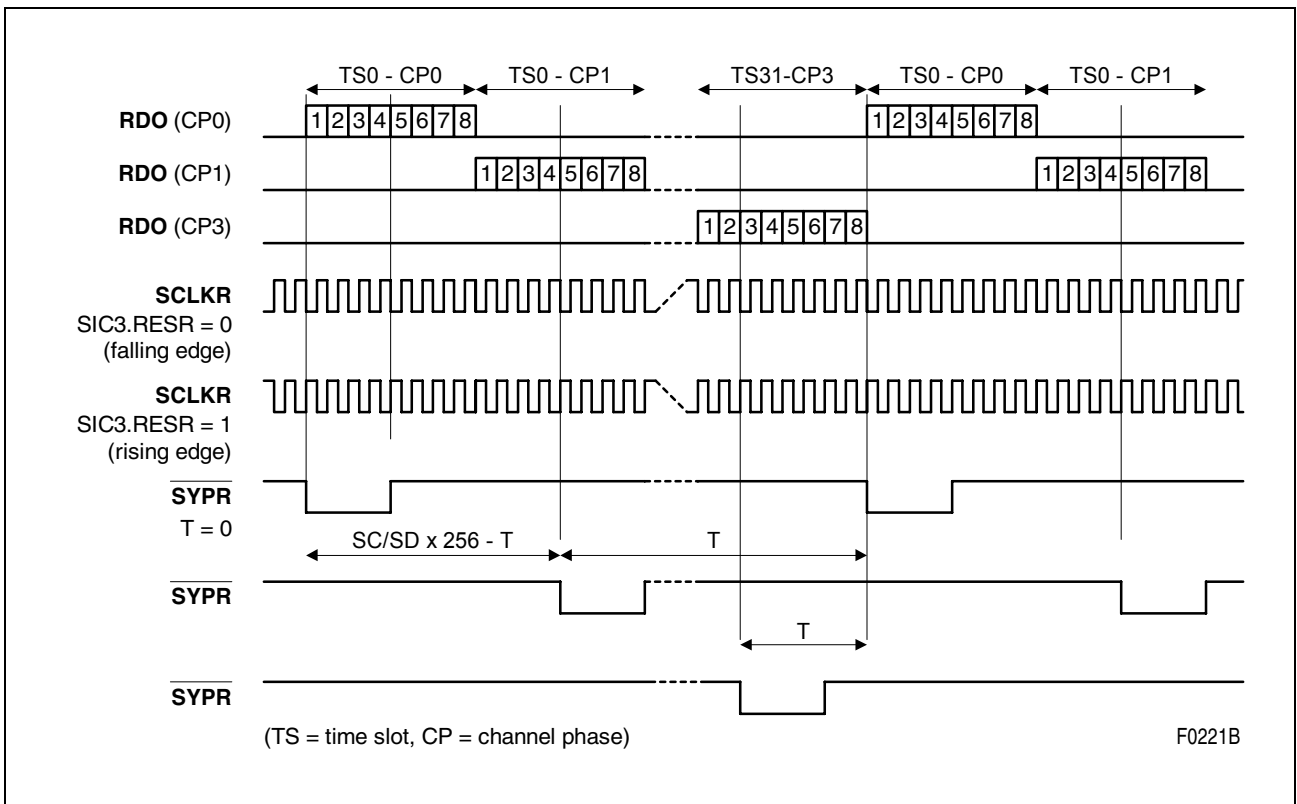 TS0 - CP0 TS0 - CP1 TS31-CP3 TS0 - CP0 TS0 - CP1
RDO (CP0) 1 2 3 4 5 6 7 8 1 2 3 4 5 6 7 8
RDO (CP1) 1 2 3 4 5 6 7 8 1 2 3 4 5 6 7 8
RDO (CP3) 1 2 3 4 5 6 7 8
SCLKR
SIC3.RESR = 0
(falling edge)
SCLKR
SIC3.RESR = 1
(rising edge)
SYPR
T = 0
SC/SD x 256 - T T
SYPR
T
SYPR
(TS = time slot, CP = channel phase) F0221B